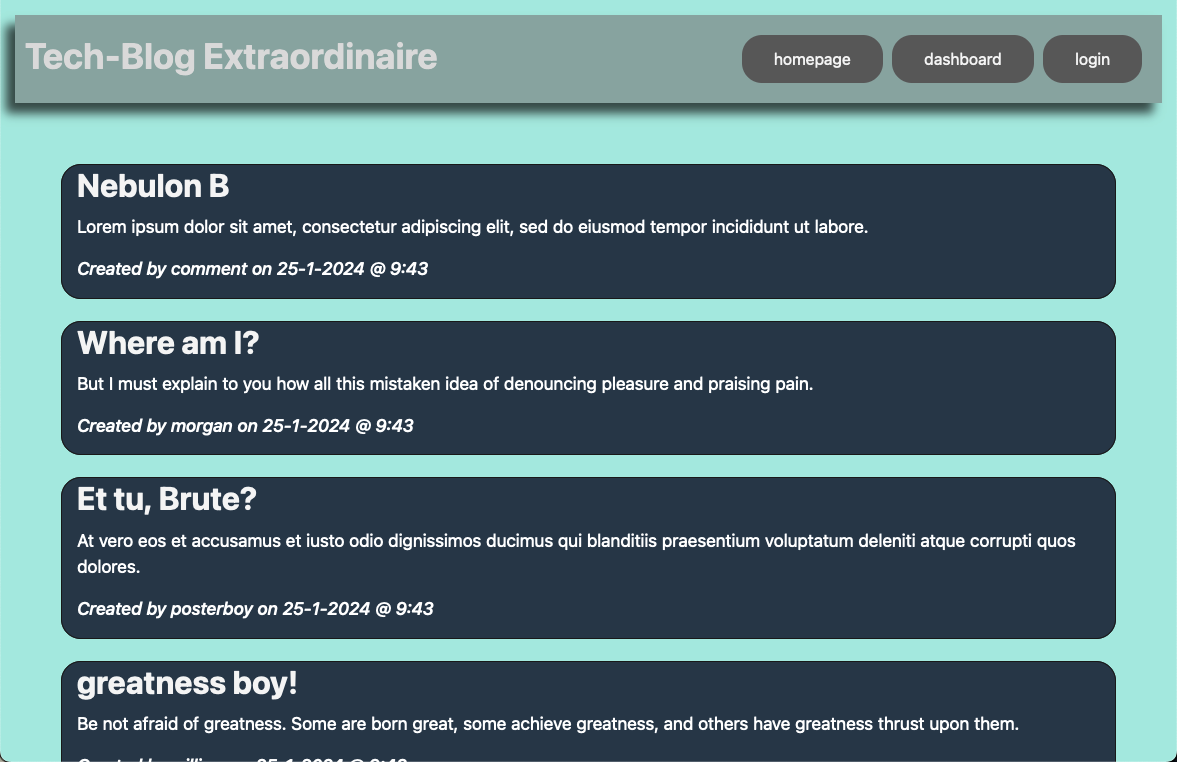 Tech-Blog Extraordinaire
homepage
dashboard
login
Nebulon B
Lorem ipsum dolor sit amet, consectetur adipiscing elit, sed do eiusmod tempor incididunt ut labore.
Created by comment on 25-1-2024 @ 9:43
Where am I?
But I must explain to you how all this mistaken idea of denouncing pleasure and praising pain.
Created by morgan on 25-1-2024 @ 9:43
Et tu, Brute?
At vero eos et accusamus et iusto odio dignissimos ducimus qui blanditiis praesentium voluptatum deleniti atque corrupti quos
dolores.
Created by posterboy on 25-1-2024 @ 9:43
greatness boy!
Be not afraid of greatness. Some are born great, some achieve greatness, and others have greatness thrust upon them.